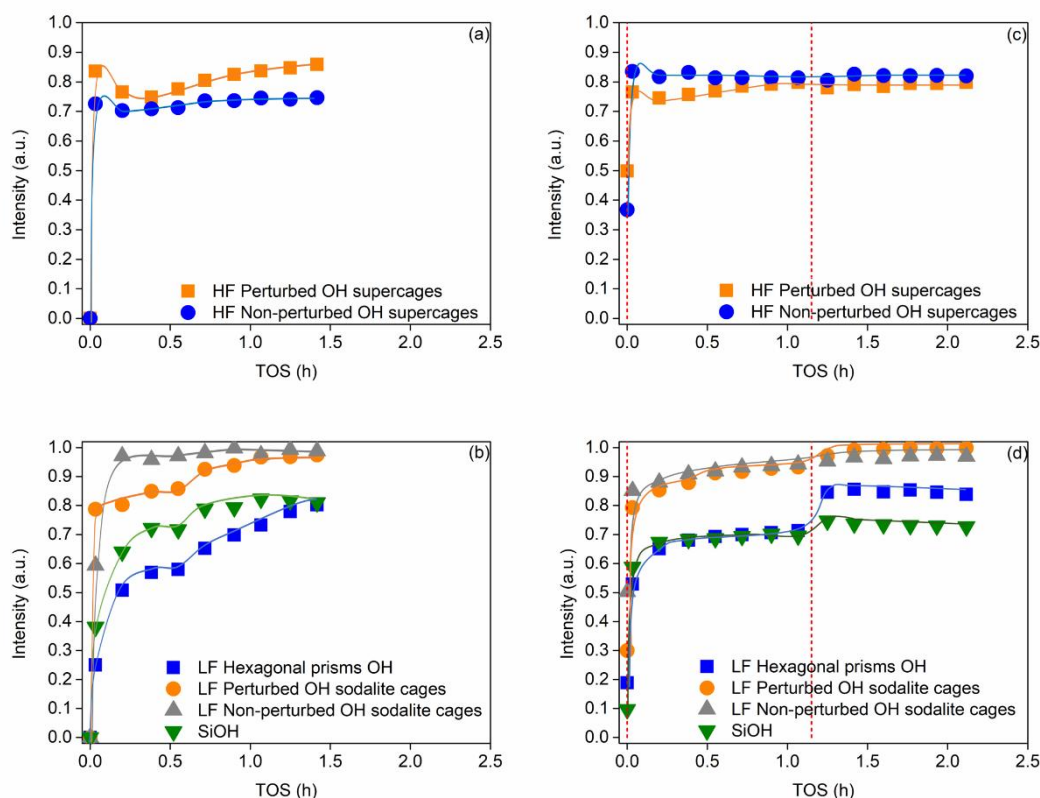 (a)
1.0
0.9
0.8
0.7
0.6
0.5
0.4
0.3
0.2
0.1
0.0
Intensity (a.u.)
HF Perturbed OH supercages
HF Non-perturbed OH supercages
0.0 0.5 1.0 1.5 2.0 2.5
TOS (h)
(c)
1.0
0.9
0.8
0.7
0.6
0.5
0.4
0.3
0.2
0.1
0.0
Intensity (a.u.)
HF Perturbed OH supercages
HF Non-perturbed OH supercages
0.0 0.5 1.0 1.5 2.0 2.5
TOS (h)
(b)
1.0
0.9
0.8
0.7
0.6
0.5
0.4
0.3
0.2
0.1
0.0
Intensity (a.u.)
LF Hexagonal prisms OH
LF Perturbed OH sodalite cages
LF Non-perturbed OH sodalite cages
SiOH
0.0 0.5 1.0 1.5 2.0 2.5
TOS (h)
(d)
1.0
0.9
0.8
0.7
0.6
0.5
0.4
0.3
0.2
0.1
0.0
Intensity (a.u.)
LF Hexagonal prisms OH
LF Perturbed OH sodalite cages
LF Non-perturbed OH sodalite cages
SiOH
0.0 0.5 1.0 1.5 2.0 2.5
TOS (h)